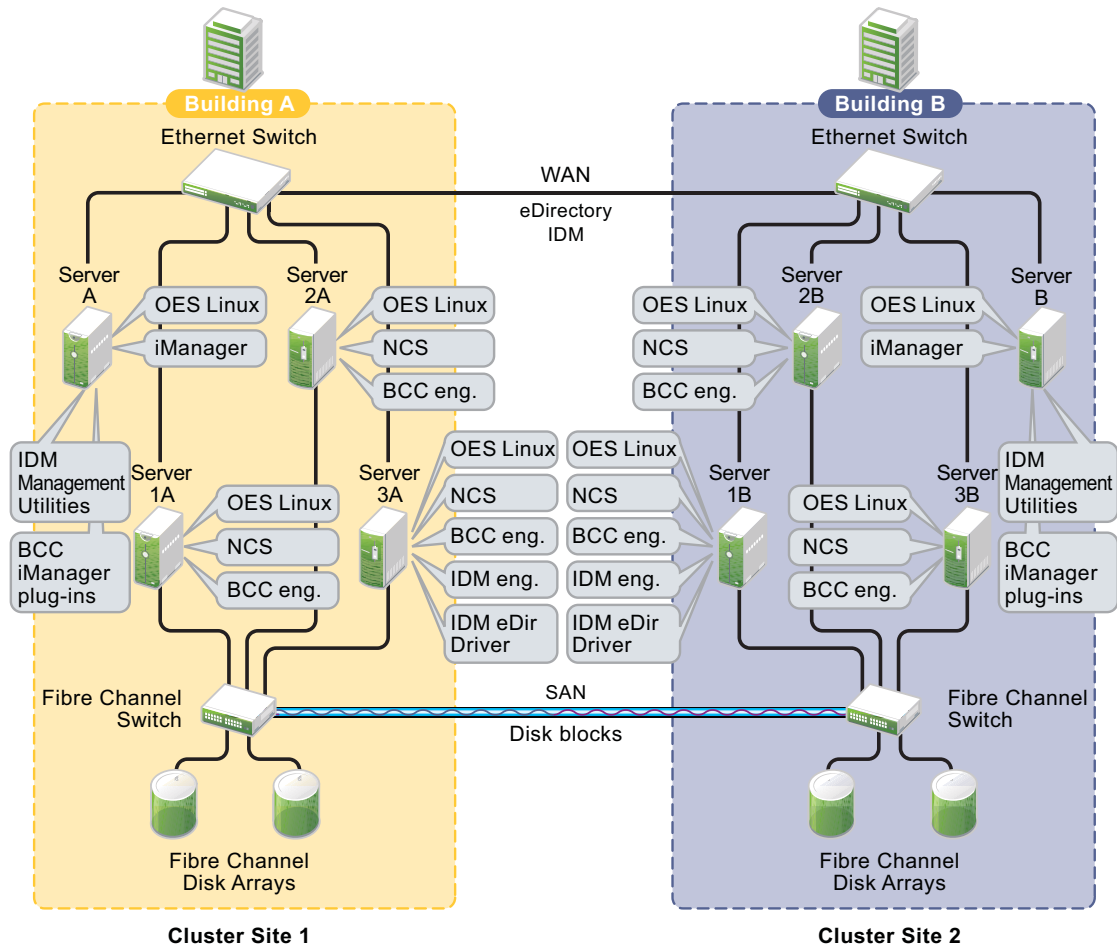 Building A
Ethernet Switch
Server
A
OES Linux
iManager
IDM
Management
Utilities
BCC
iManager
plug-ins
Server
2A
OES Linux
NCS
BCC eng.
Server
1A
OES Linux
NCS
BCC eng.
Server
3A
OES Linux
NCS
BCC eng.
IDM eng.
IDM eDir
Driver
Fibre Channel
Switch
Fibre Channel
Disk Arrays
Cluster Site 1
WAN
eDirectory
IDM
SAN
Disk blocks
Building B
Ethernet Switch
Server
2B
OES Linux
NCS
BCC eng.
Server
B
OES Linux
iManager
IDM
Management
Utilities
BCC
iManager
plug-ins
Server
1B
OES Linux
NCS
BCC eng.
IDM eng.
IDM eDir
Driver
Server
3B
OES Linux
NCS
BCC eng.
Fibre Channel
Switch
Fibre Channel
Disk Arrays
Cluster Site 2